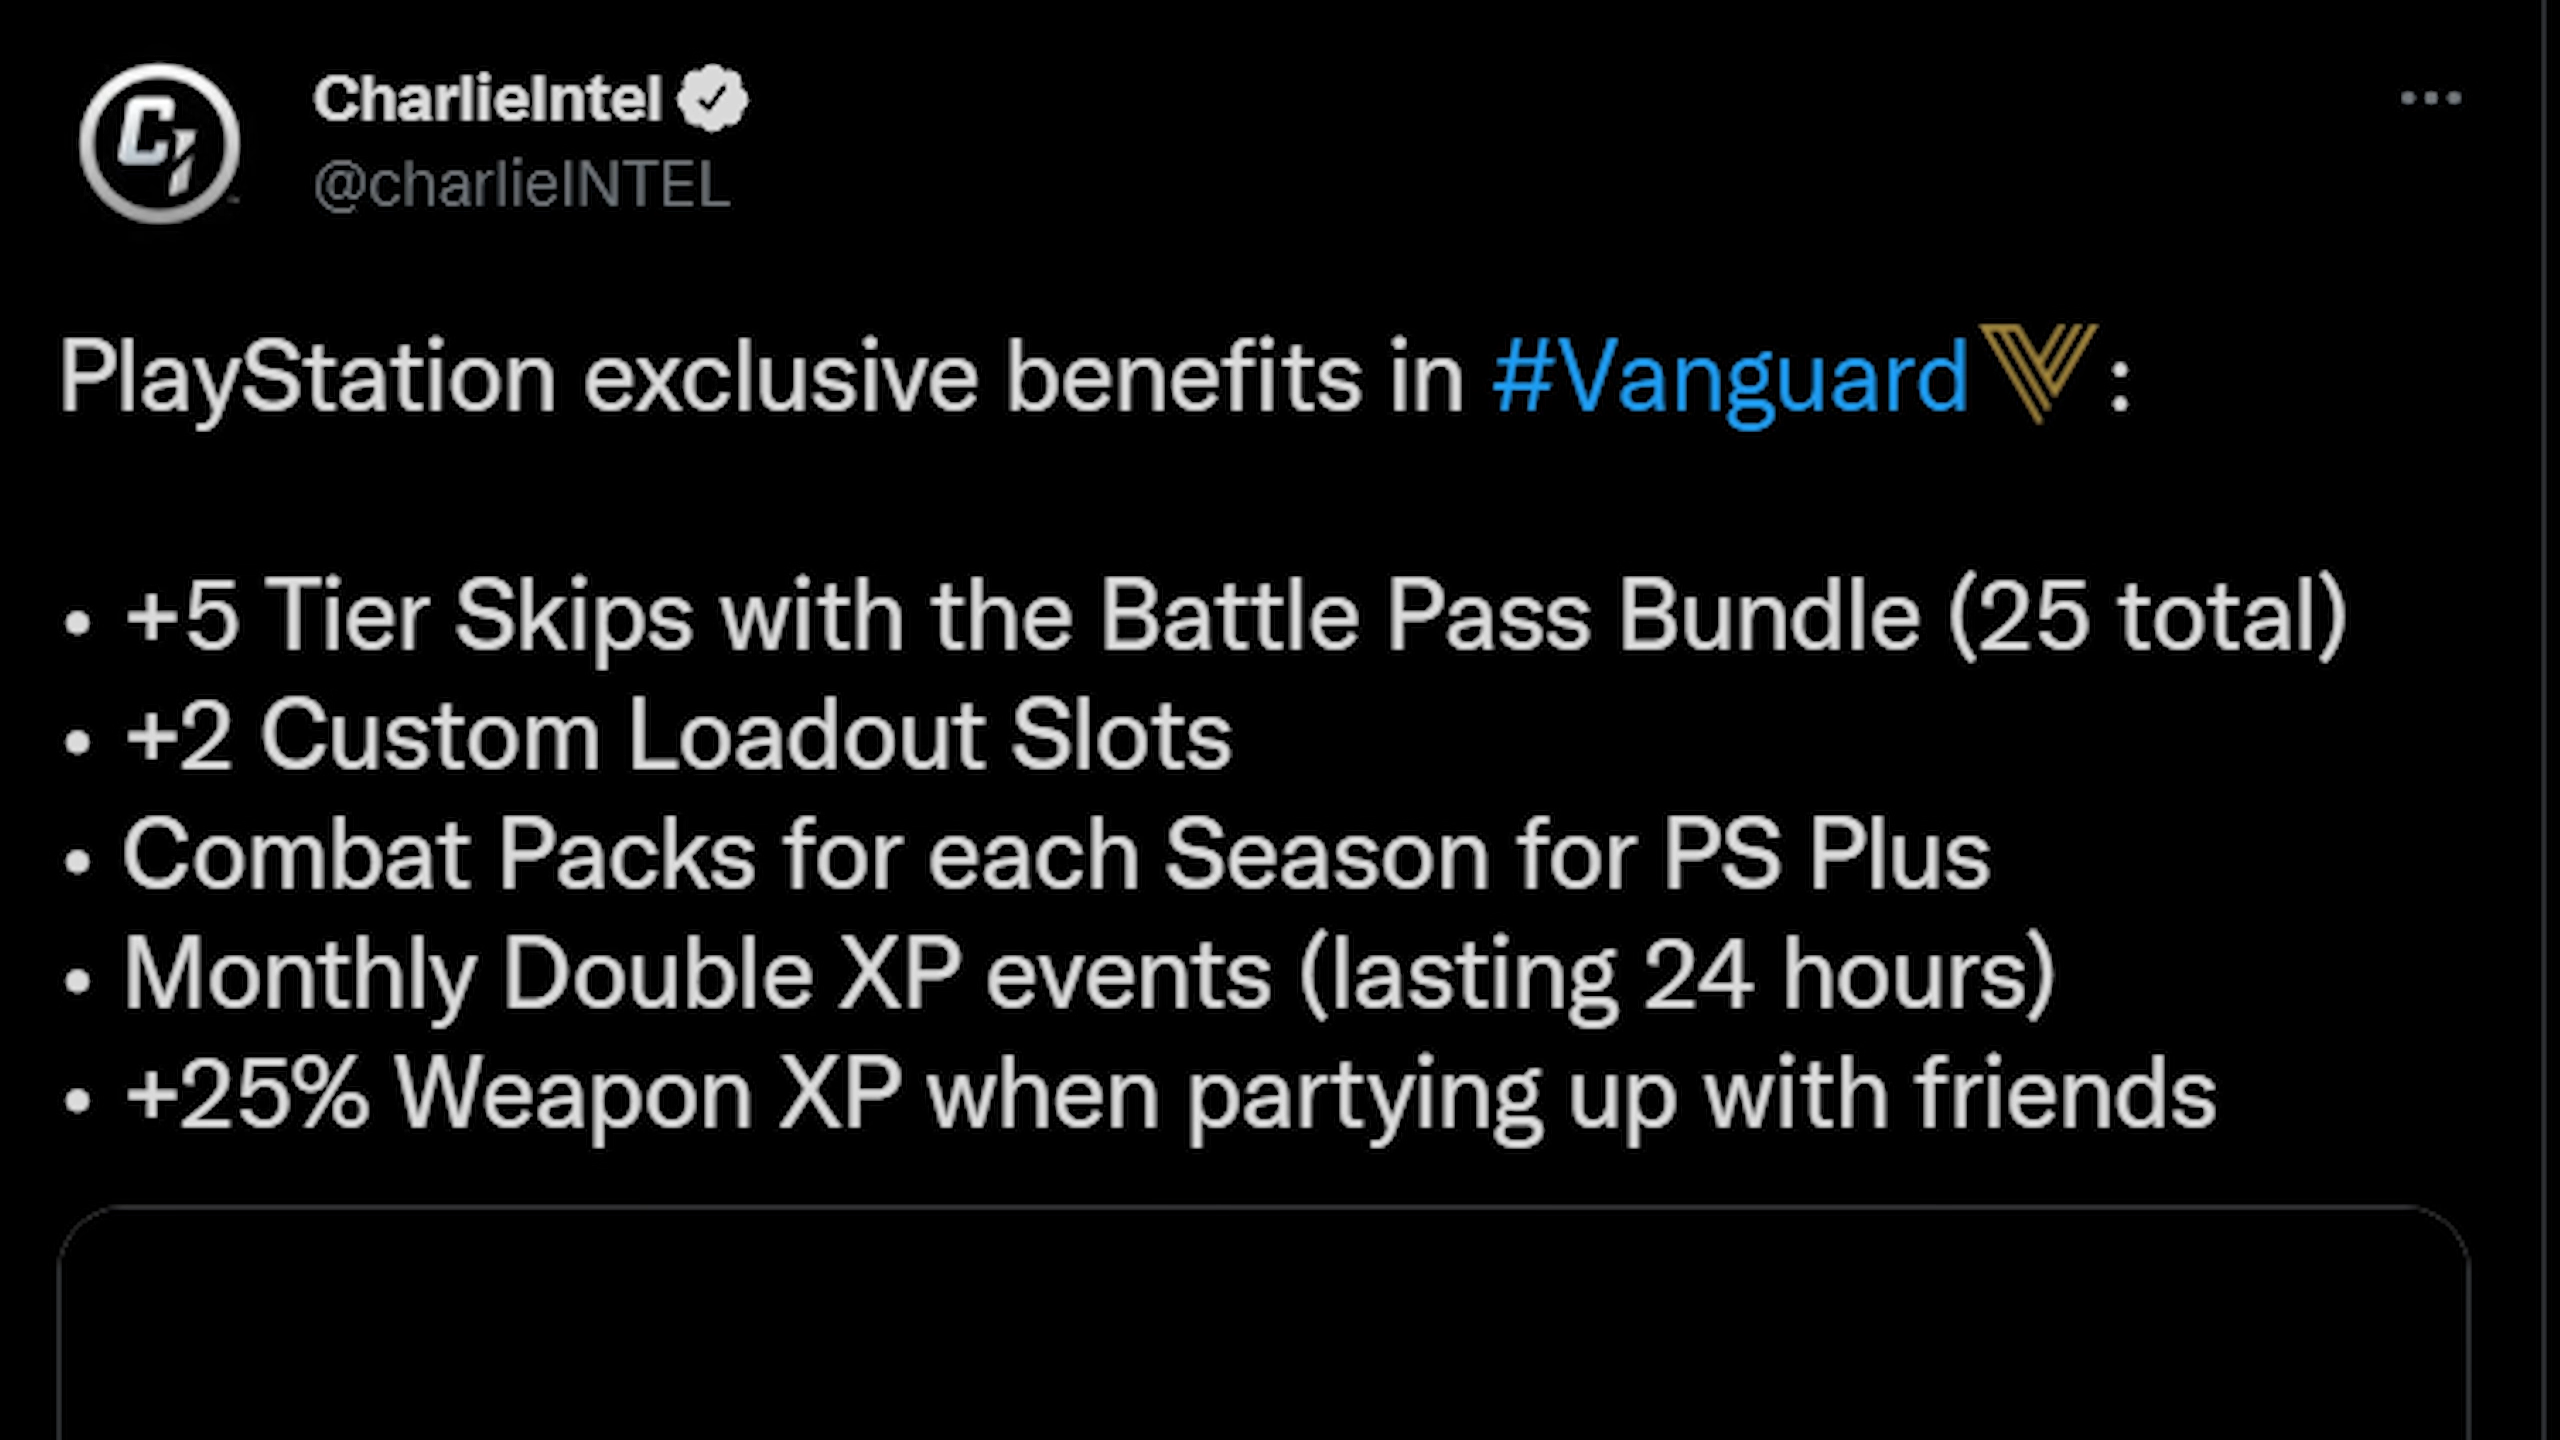 CharlieIntel
@charlieINTEL
PlayStation exclusive benefits in #Vanguard:
• +5 Tier Skips with the Battle Pass Bundle (25 total)
• +2 Custom Loadout Slots
• Combat Packs for each Season for PS Plus
• Monthly Double XP events (lasting 24 hours)
• +25% Weapon XP when partying up with friends